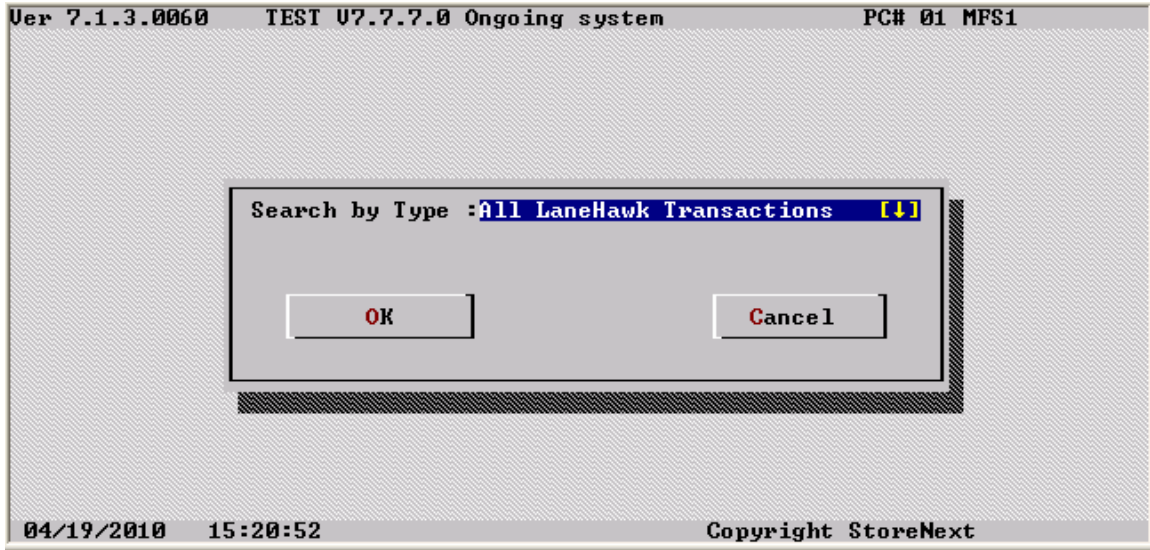 Ver 7.1.3.0060 TEST V7.7.7.0 Ongoing system PC# 01 MFS1
Search by Type :All LaneHawk Transactions [↓]
OK Cancel
04/19/2010 15:20:52 Copyright StoreNext